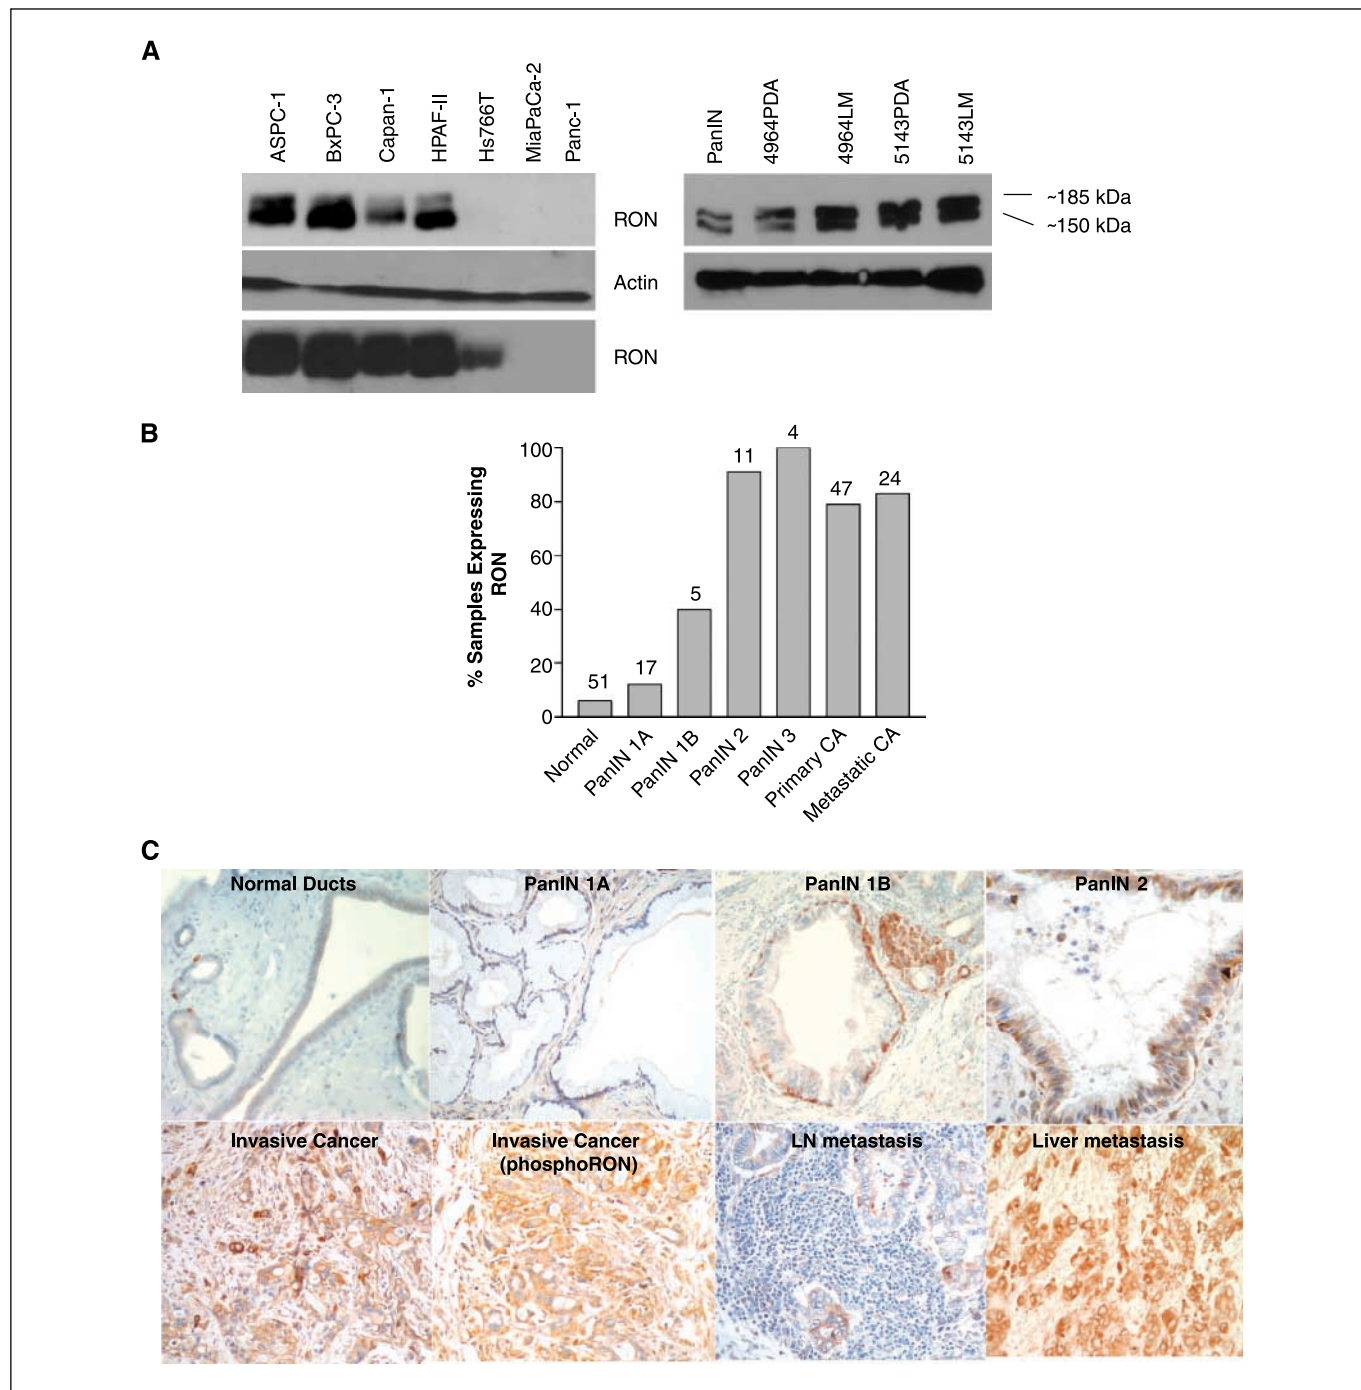 A
ASPC-1
BxPC-3
Capan-1
HPAF-II
Hs766T
MiaPaCa-2
Panc-1
PanIN
4964PDA
4964LM
5143PDA
5143LM
RON
~185 kDa
~150 kDa
Actin
RON
B
% Samples Expressing
RON
100
80
60
40
20
0
51
17
5
11
4
47
24
Normal
PanIN 1A
PanIN 1B
PanIN 2
PanIN 3
Primary CA
Metastatic CA
C
Normal Ducts
PanIN 1A
PanIN 1B
PanIN 2
Invasive Cancer
Invasive Cancer
(phosphoRON)
LN metastasis
Liver metastasis